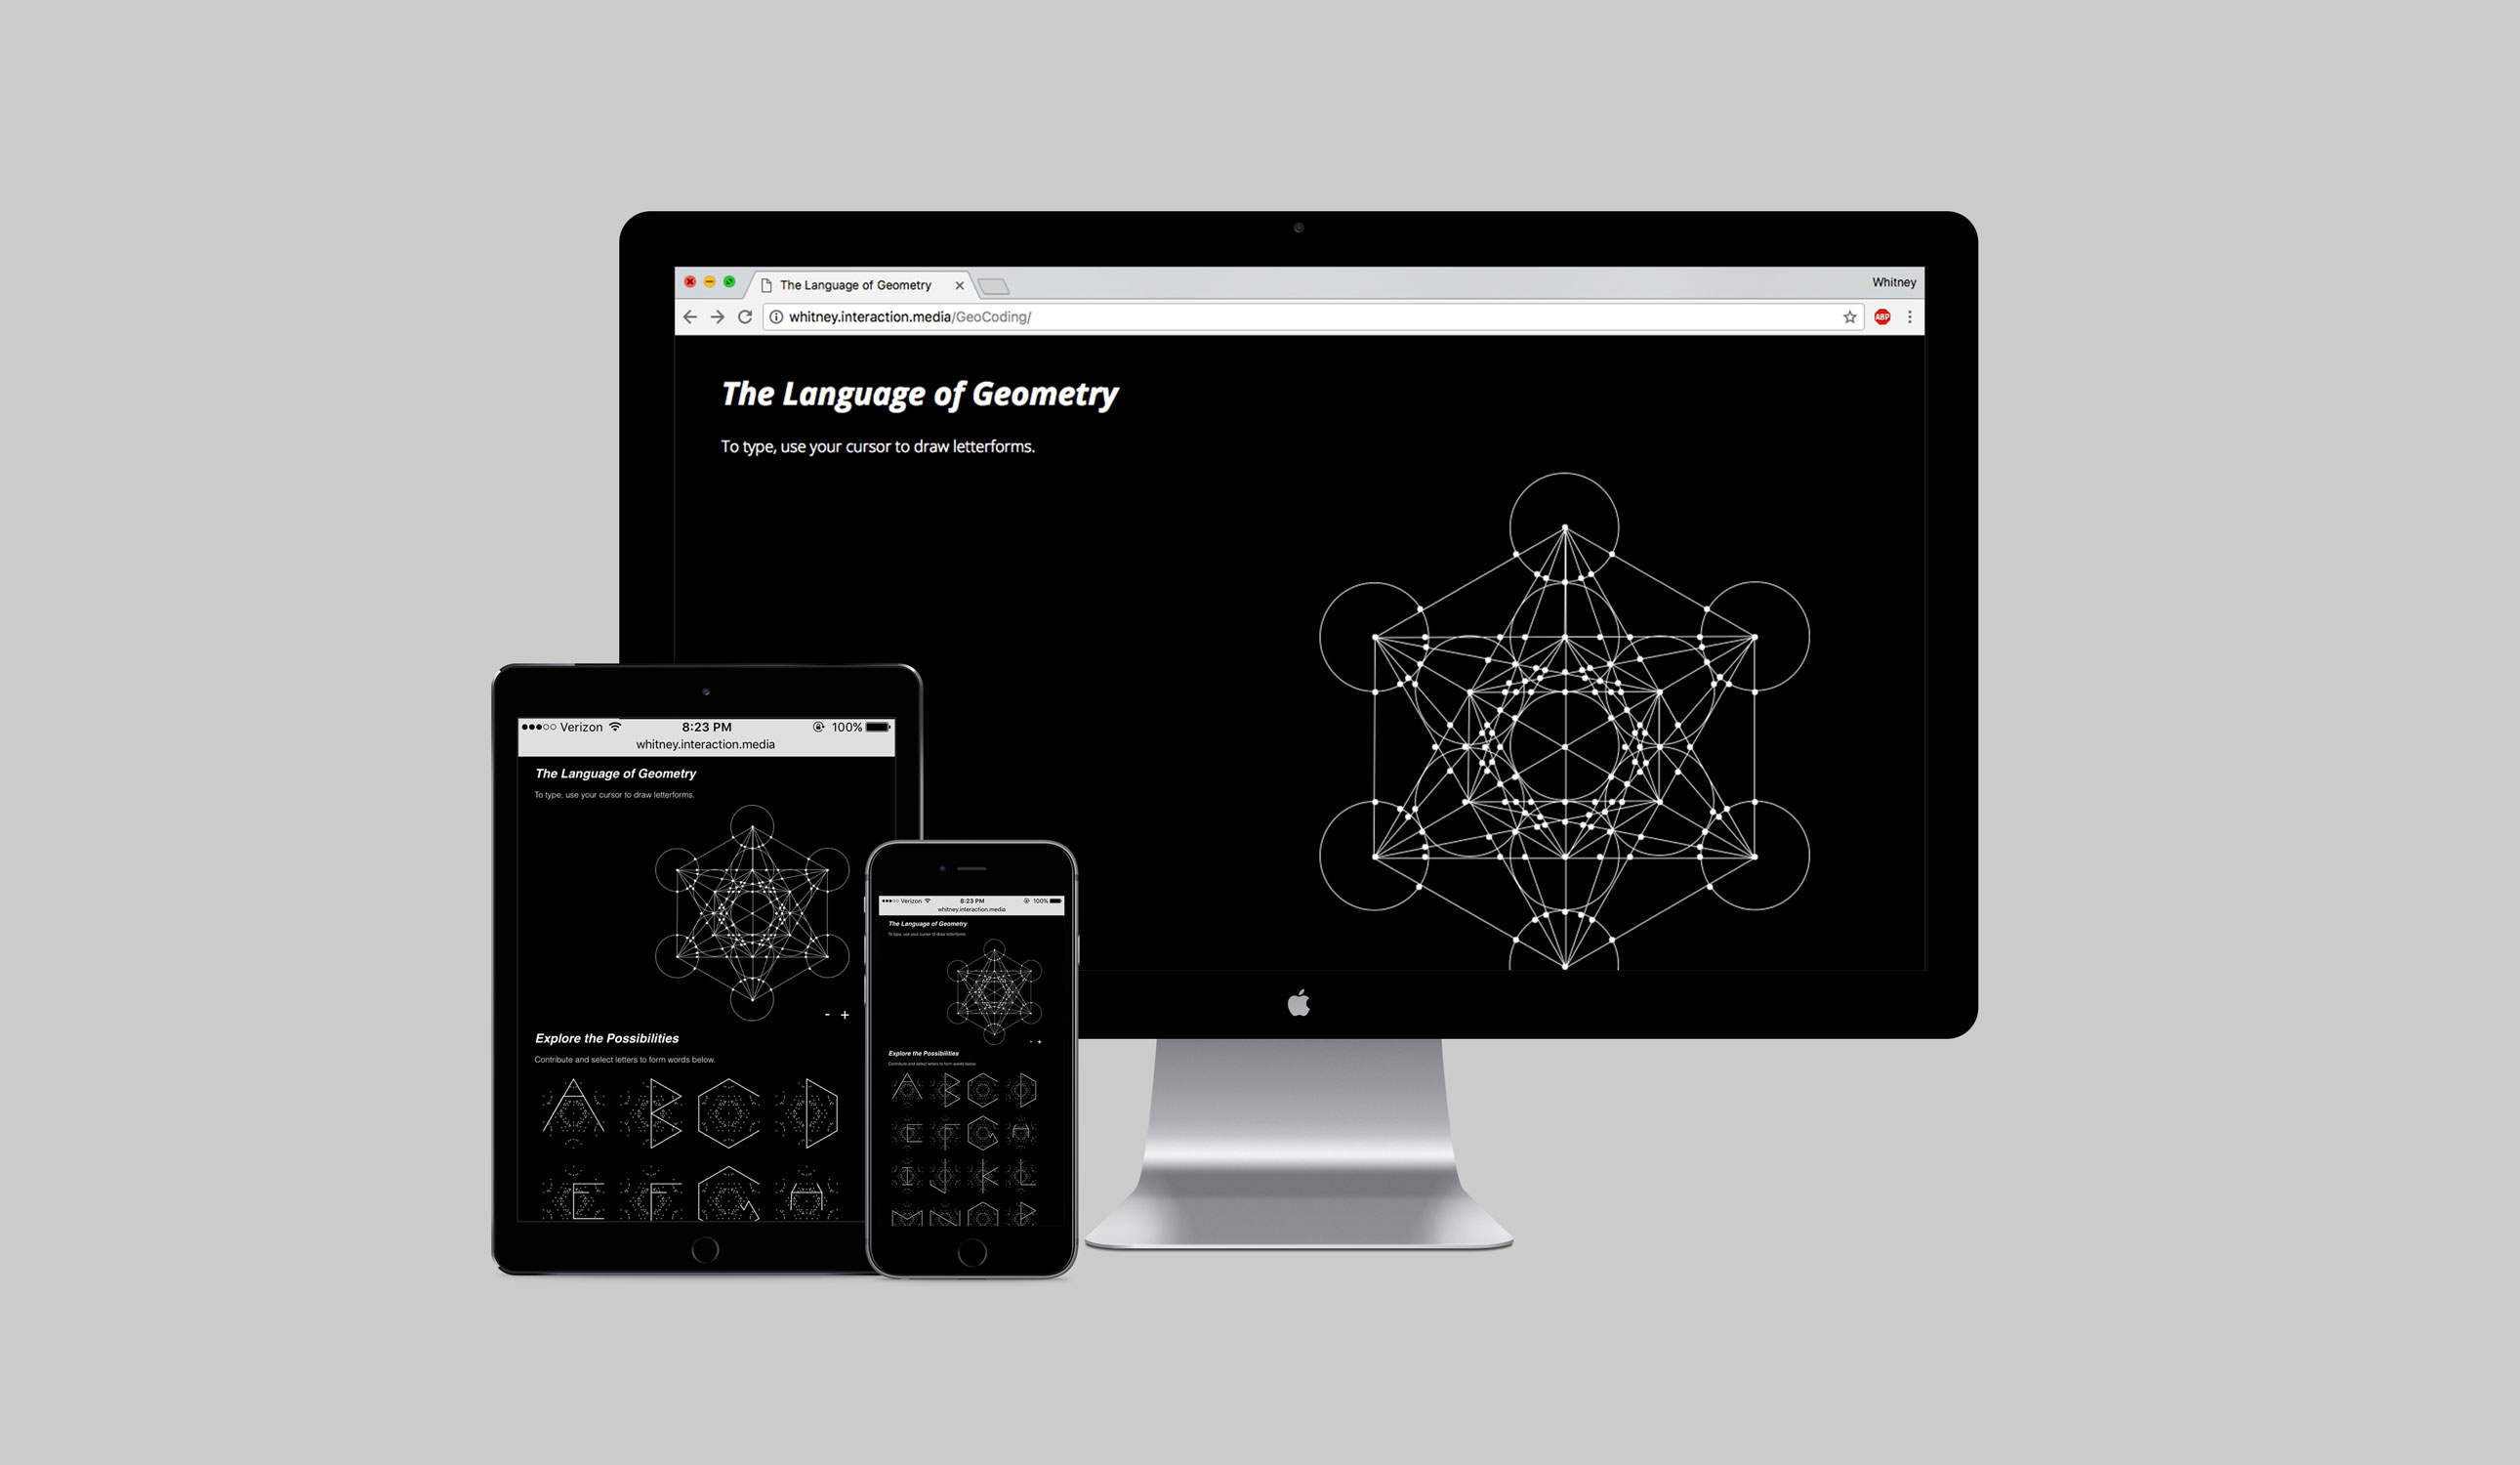 The Language of Geometry
Whitney
whitney.interaction.media/GeoCoding/
ABP
The Language of Geometry
To type, use your cursor to draw letterforms.
Verizon 8:23 PM 100%
whitney.interaction.media
The Language of Geometry
To type, use your cursor to draw letterforms.
- +
Explore the Possibilities
Contribute and select letters to form words below.
A B C D
E F G H
Verizon 8:23 PM 100%
whitney.interaction.media
The Language of Geometry
To type, use your cursor to draw letterforms.
- +
Explore the Possibilities
Contribute and select letters to form words below.
A B C D
E F G H
I J K L
M N O P